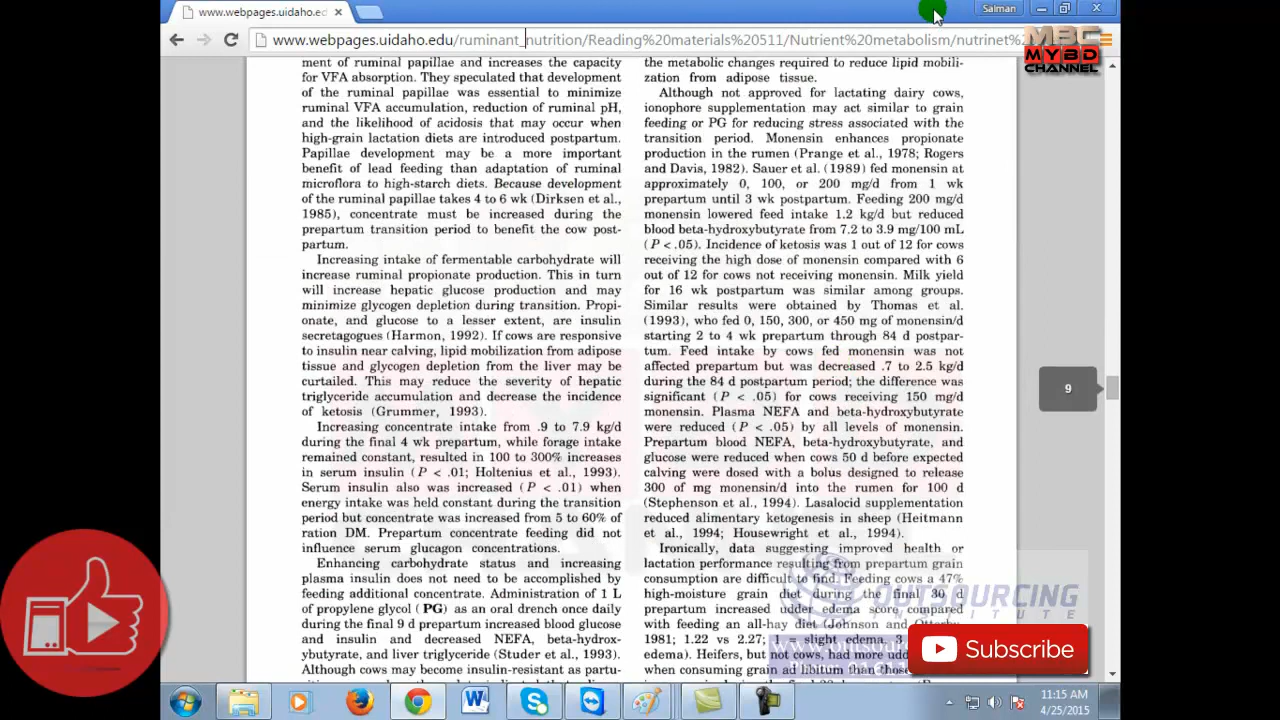 www.webpages.uidaho.ed
Salman
www.webpages.uidaho.edu/ruminant_nutrition/Reading%20materials%20511/Nutrient%20metabolism/nutrinet%2
MBC
MYBD
CHANNEL
ment of ruminal papillae and increases the capacity
for VFA absorption. They speculated that development
of the ruminal papillae was essential to minimize
ruminal VFA accumulation, reduction of ruminal pH,
and the likelihood of acidosis that may occur when
high-grain lactation diets are introduced postpartum.
Papillae development may be a more important
benefit of lead feeding than adaptation of ruminal
microflora to high-starch diets. Because development
of the ruminal papillae takes 4 to 6 wk (Dirksen et al.,
1985), concentrate must be increased during the
prepartum transition period to benefit the cow post-
partum.
Increasing intake of fermentable carbohydrate will
increase ruminal propionate production. This in turn
will increase hepatic glucose production and may
minimize glycogen depletion during transition. Propi-
onate, and glucose to a lesser extent, are insulin
secretagogues (Harmon, 1992). If cows are responsive
to insulin near calving, lipid mobilization from adipose
tissue and glycogen depletion from the liver may be
curtailed. This may reduce the severity of hepatic
triglyceride accumulation and decrease the incidence
of ketosis (Grummer, 1993).
Increasing concentrate intake from .9 to 7.9 kg/d
during the final 4 wk prepartum, while forage intake
remained constant, resulted in 100 to 300% increases
in serum insulin (P < .01; Holtenius et al., 1993).
Serum insulin also was increased (P < .01) when
energy intake was held constant during the transition
period but concentrate was increased from 5 to 60% of
ration DM. Prepartum concentrate feeding did not
influence serum glucagon concentrations.
Enhancing carbohydrate status and increasing
plasma insulin does not need to be accomplished by
feeding additional concentrate. Administration of 1 L
of propylene glycol (PG) as an oral drench once daily
during the final 9 d prepartum increased blood glucose
and insulin and decreased NEFA, beta-hydrox-
ybutyrate, and liver triglyceride (Studer et al., 1993).
Although cows may become insulin-resistant as partu-
the metabolic changes required to reduce lipid mobili-
zation from adipose tissue.
Although not approved for lactating dairy cows,
ionophore supplementation may act similar to grain
feeding or PG for reducing stress associated with the
transition period. Monensin enhances propionate
production in the rumen (Prange et al., 1978; Rogers
and Davis, 1982). Sauer et al. (1989) fed monensin at
approximately 0, 100, or 200 mg/d from 1 wk
prepartum until 3 wk postpartum. Feeding 200 mg/d
monensin lowered feed intake 1.2 kg/d but reduced
blood beta-hydroxybutyrate from 7.2 to 3.9 mg/100 mL
(P < .05). Incidence of ketosis was 1 out of 12 for cows
receiving the high dose of monensin compared with 6
out of 12 for cows not receiving monensin. Milk yield
for 16 wk postpartum was similar among groups.
Similar results were obtained by Thomas et al.
(1993), who fed 0, 150, 300, or 450 mg of monensin/d
starting 2 to 4 wk prepartum through 84 d postpar-
tum. Feed intake by cows fed monensin was not
affected prepartum but was decreased .7 to 2.5 kg/d
during the 84 d postpartum period; the difference was
significant (P < .05) for cows receiving 150 mg/d
monensin. Plasma NEFA and beta-hydroxybutyrate
were reduced (P < .05) by all levels of monensin.
Prepartum blood NEFA, beta-hydroxybutyrate, and
glucose were reduced when cows 50 d before expected
calving were dosed with a bolus designed to release
300 of mg monensin/d into the rumen for 100 d
(Stephenson et al., 1994). Lasalocid supplementation
reduced alimentary ketogenesis in sheep (Heitmann
et al., 1994; Housewright et al., 1994).
Ironically, data suggesting improved health or
lactation performance resulting from prepartum grain
consumption are difficult to find. Feeding cows a 47%
high-moisture grain diet during the final 30 d
prepartum increased udder edema score compared
with feeding an all-hay diet (Johnson and Otterby,
1981; 1.22 vs 2.27; 1 = slight edema, 3
edema). Heifers, but not cows, had more udd
when consuming grain ad libitum than those
9
OUTSOURCING
INSTITUTE
Subscribe
11:15 AM
4/25/2015